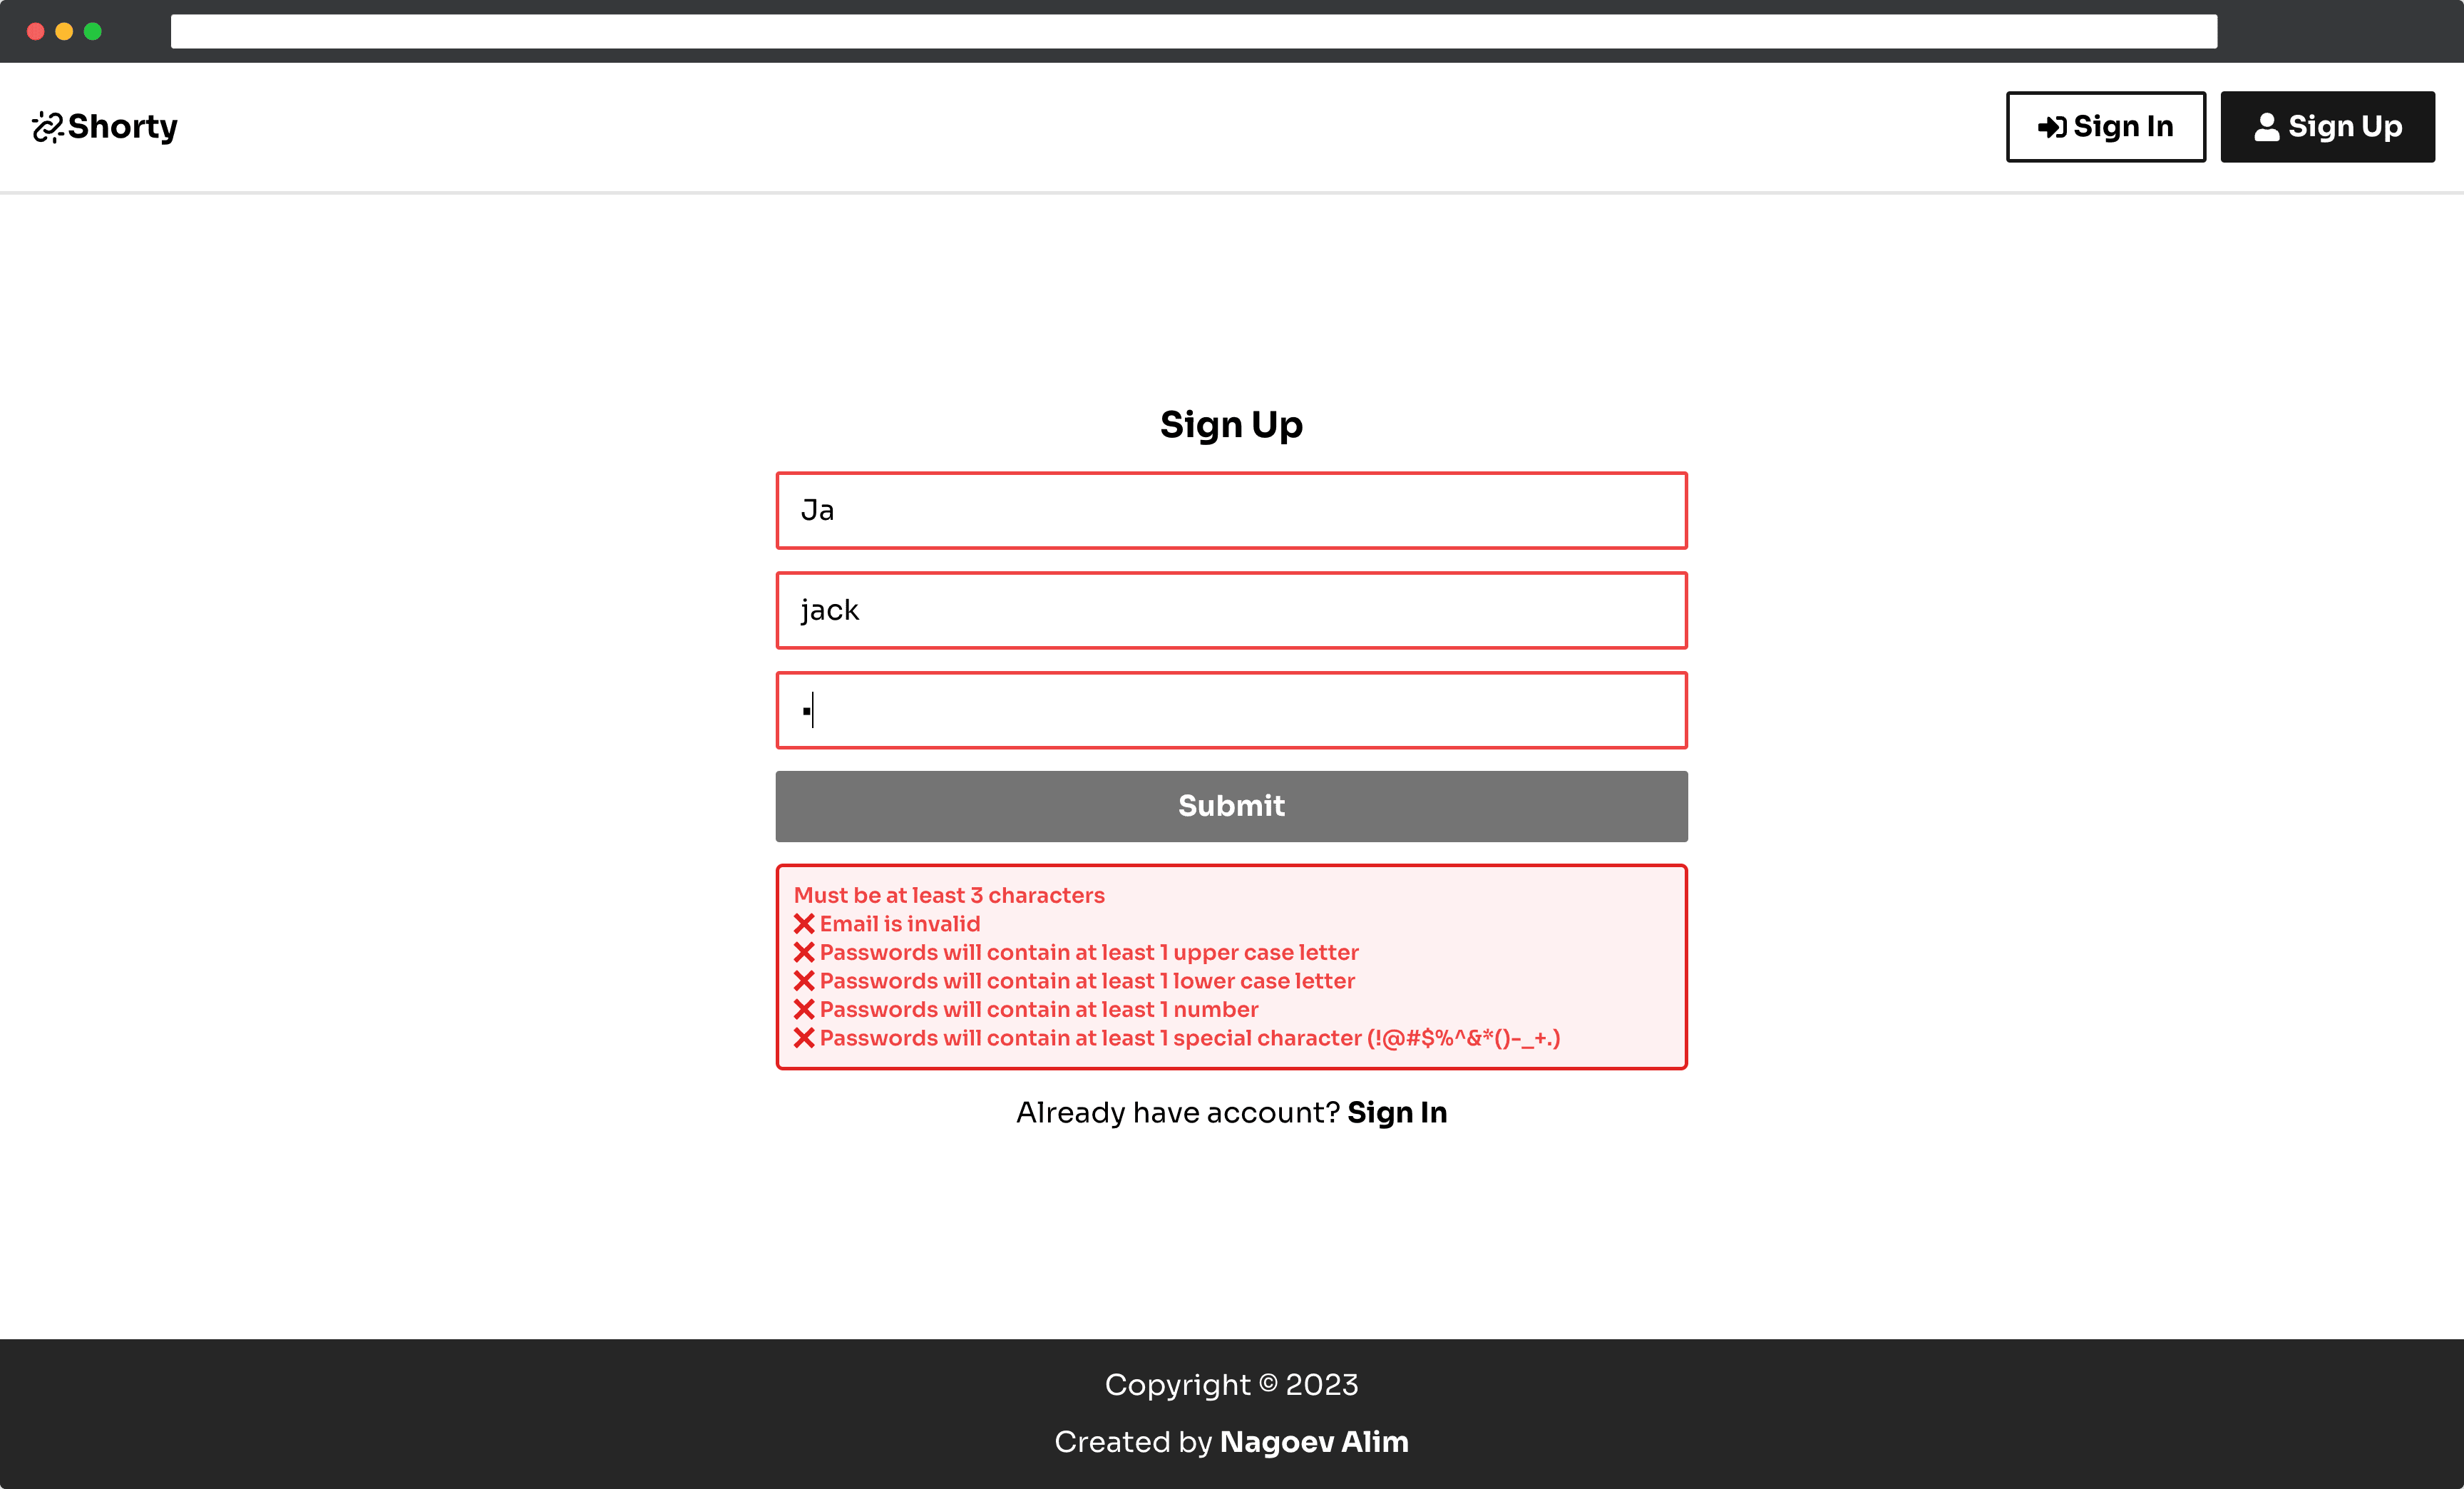 Shorty
Sign In
Sign Up
Sign Up
Ja
jack
Submit
Must be at least 3 characters
❌ Email is invalid
❌ Passwords will contain at least 1 upper case letter
❌ Passwords will contain at least 1 lower case letter
❌ Passwords will contain at least 1 number
❌ Passwords will contain at least 1 special character (!@#$%^&*()-_+.)
Already have account? Sign In
Copyright © 2023
Created by Nagoev Alim